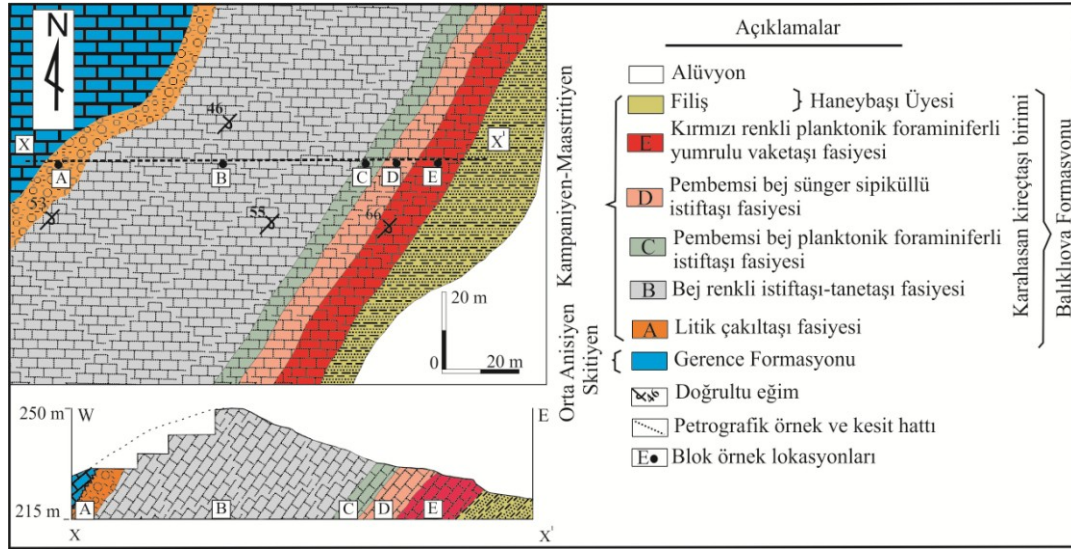 N
46
X
X'
A
B
C
D
E
53
55
60
20 m
0
20 m
250 m
W
E
215 m
A
B
C
D
E
X
X'
Orta Anisiyen
Skitiyen
Kampaniyen-Maastritiyen
Açıklamalar
Alüvyon
Filiş
Haneybaşı Üyesi
E Kırmızı renkli planktonik foraminiferli
yumrulu vaketaşı fasiyesi
D Pembemsi bej sünger sipiküllü
istiftaşı fasiyesi
C Pembemsi bej planktonik foraminiferli
istiftaşı fasiyesi
B Bej renkli istiftaşı-tanetaşı fasiyesi
A Litik çakıltaşı fasiyesi
Gerence Formasyonu
Doğrultu eğim
Petrografik örnek ve kesit hattı
E Blok örnek lokasyonları
Karahasan kireçtaşı birimi
Balıklıova Formasyonu